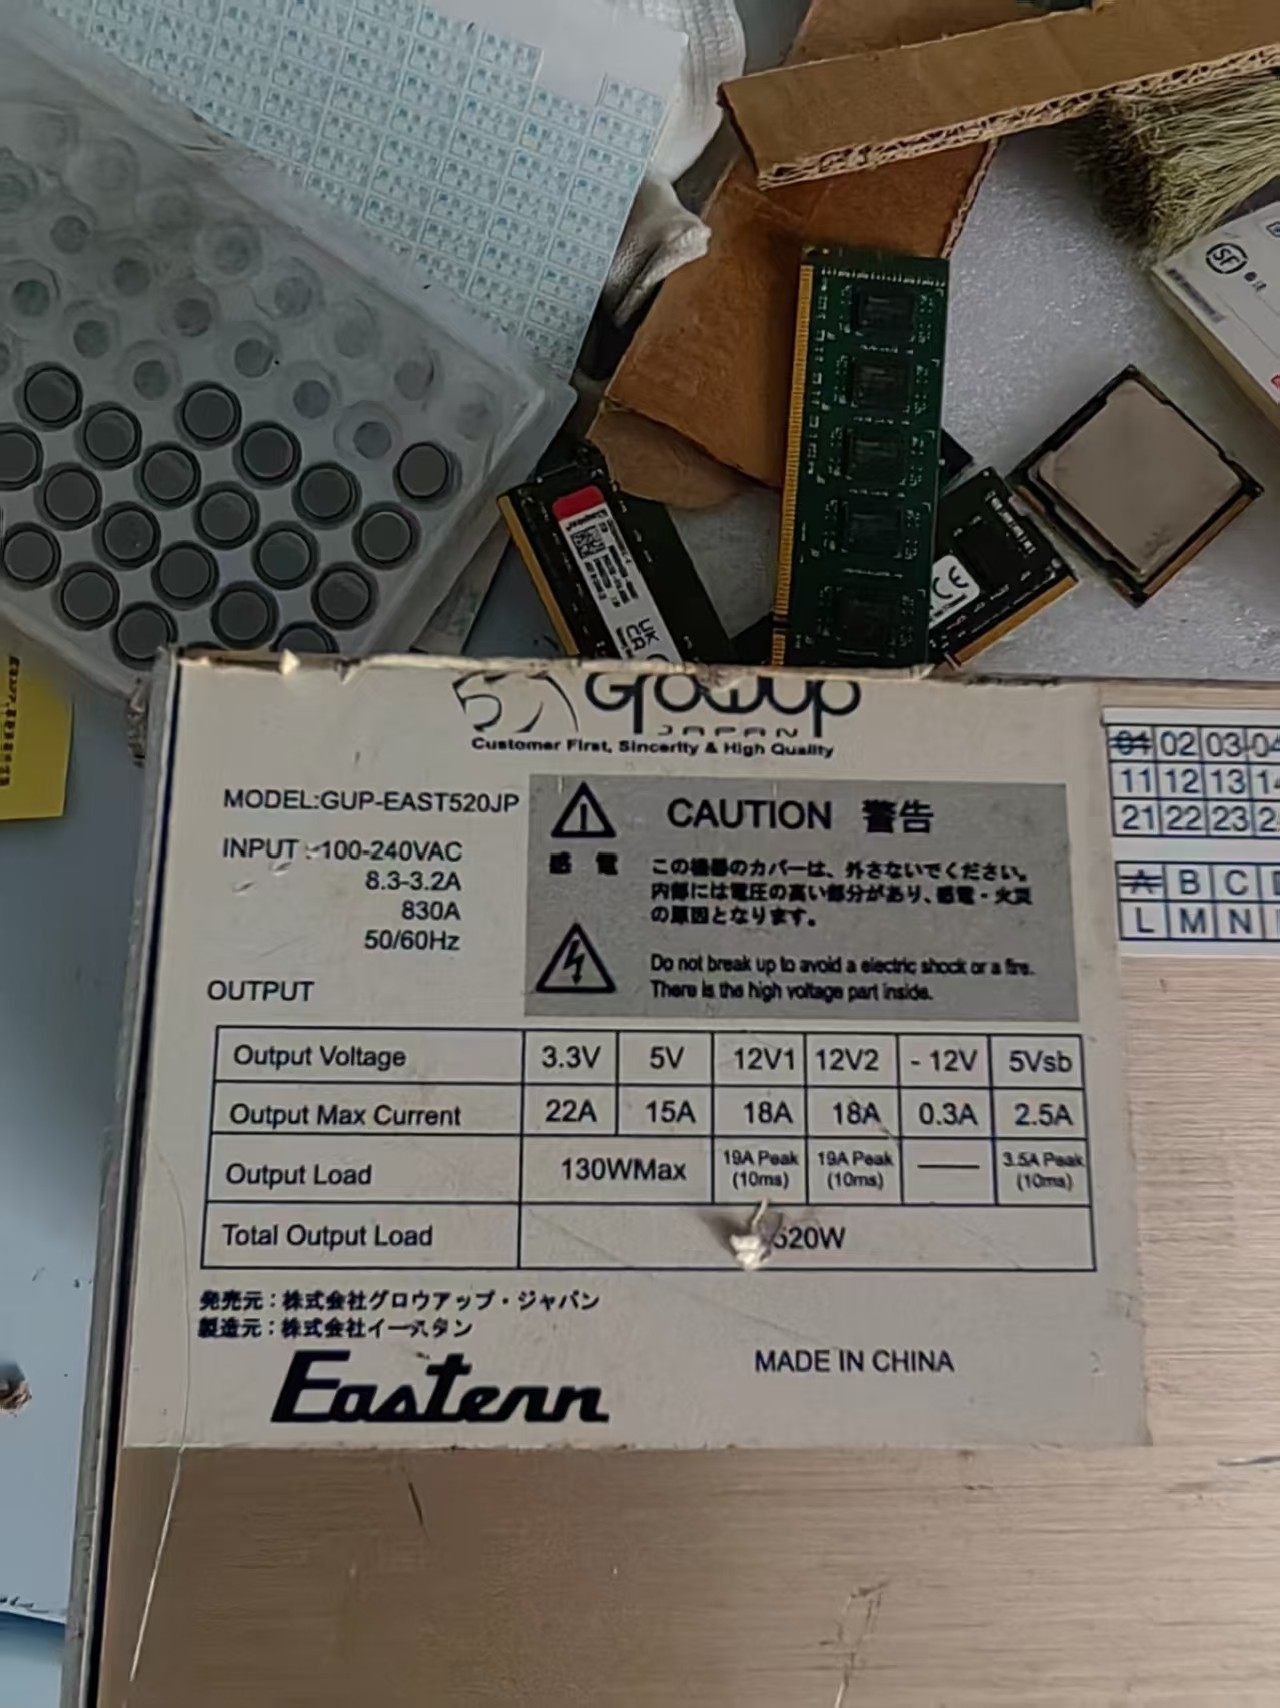 SF
UK
CA
CE
Growup
JAPAN
Customer First, Sincerity & High Quality
MODEL:GUP-EAST520JP
INPUT : 100-240VAC
8.3-3.2A
830A
50/60Hz
CAUTION 警告
感 電
この機器のカバーは、外さないでください。
内部には電圧の高い部分があり、感電・火災
の原因となります。
Do not break up to avoid a electric shock or a fire.
There is the high voltage part inside.
OUTPUT
Output Voltage 3.3V 5V 12V1 12V2 - 12V 5Vsb
Output Max Current 22A 15A 18A 18A 0.3A 2.5A
Output Load 130WMax 19A Peak (10ms) 19A Peak (10ms) 3.5A Peak (10ms)
Total Output Load 520W
発売元：株式会社グロウアップ・ジャパン
製造元：株式会社イースタン
Eastern
MADE IN CHINA
01 02 03 04
11 12 13
21 22 23
A B C
L M N